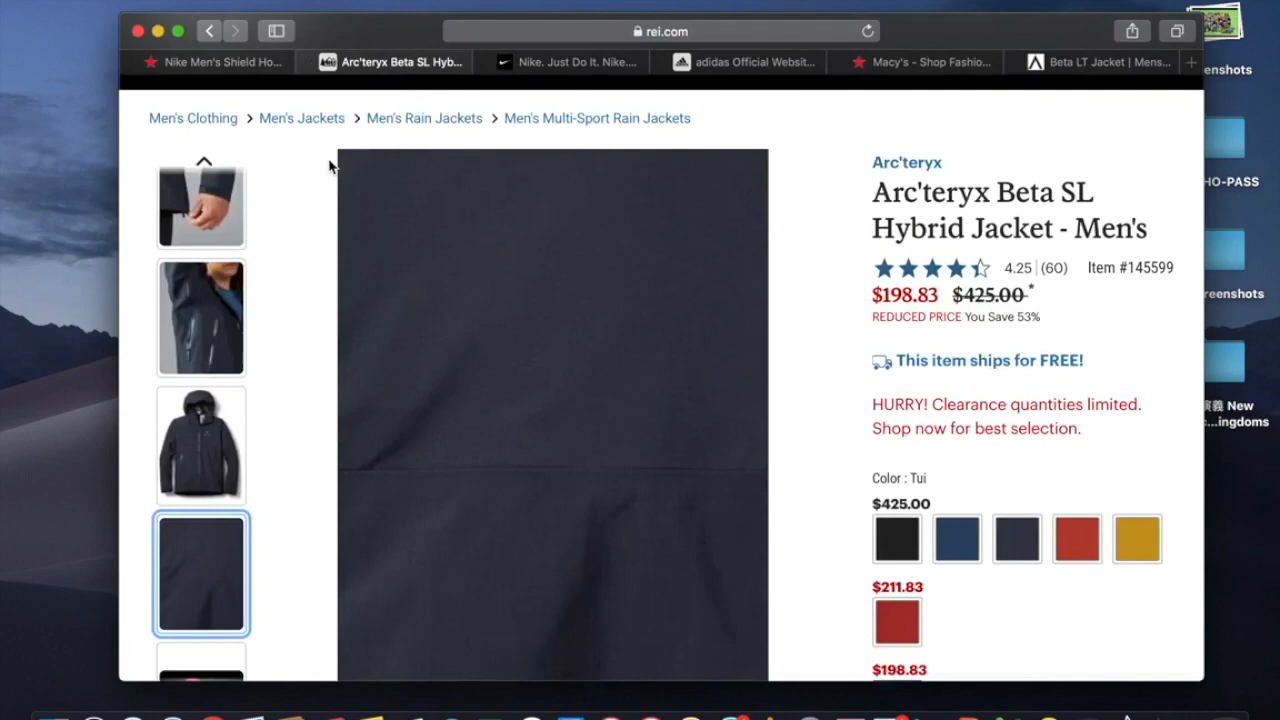 rei.com
Nike Men's Shield Ho...
Arc'teryx Beta SL Hyb...
Nike. Just Do It. Nike....
adidas Official Websit...
Macy's - Shop Fashio...
Beta LT Jacket | Mens...
Men's Clothing > Men's Jackets > Men's Rain Jackets > Men's Multi-Sport Rain Jackets
Arc'teryx
Arc'teryx Beta SL
Hybrid Jacket - Men's
4.25 (60) Item #145599
$198.83 $425.00*
REDUCED PRICE You Save 53%
This item ships for FREE!
HURRY! Clearance quantities limited.
Shop now for best selection.
Color : Tui
$425.00
$211.83
$198.83
enshots
HO-PASS
reenshots
義 New
...ingdoms